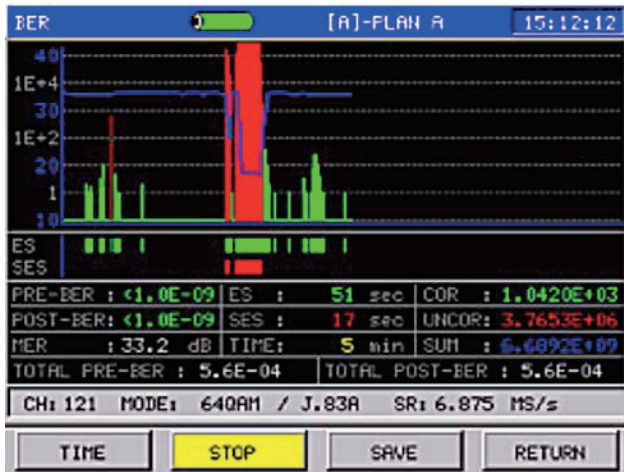 BER [A]-PLAN A 15:12:12
40
1E+4
30
1E+2
20
1
10
ES
SES
PRE-BER : <1.0E-09 ES : 51 sec COR : 1.0420E+03
POST-BER: <1.0E-09 SES : 17 sec UNCOR: 3.7653E+06
MER : 33.2 dB TIME: 5 min SUM : 6.6892E+09
TOTAL PRE-BER : 5.6E-04 TOTAL POST-BER : 5.6E-04
CH: 121 MODE: 64QAM / J.83A SR: 6.875 MS/s
TIME STOP SAVE RETURN